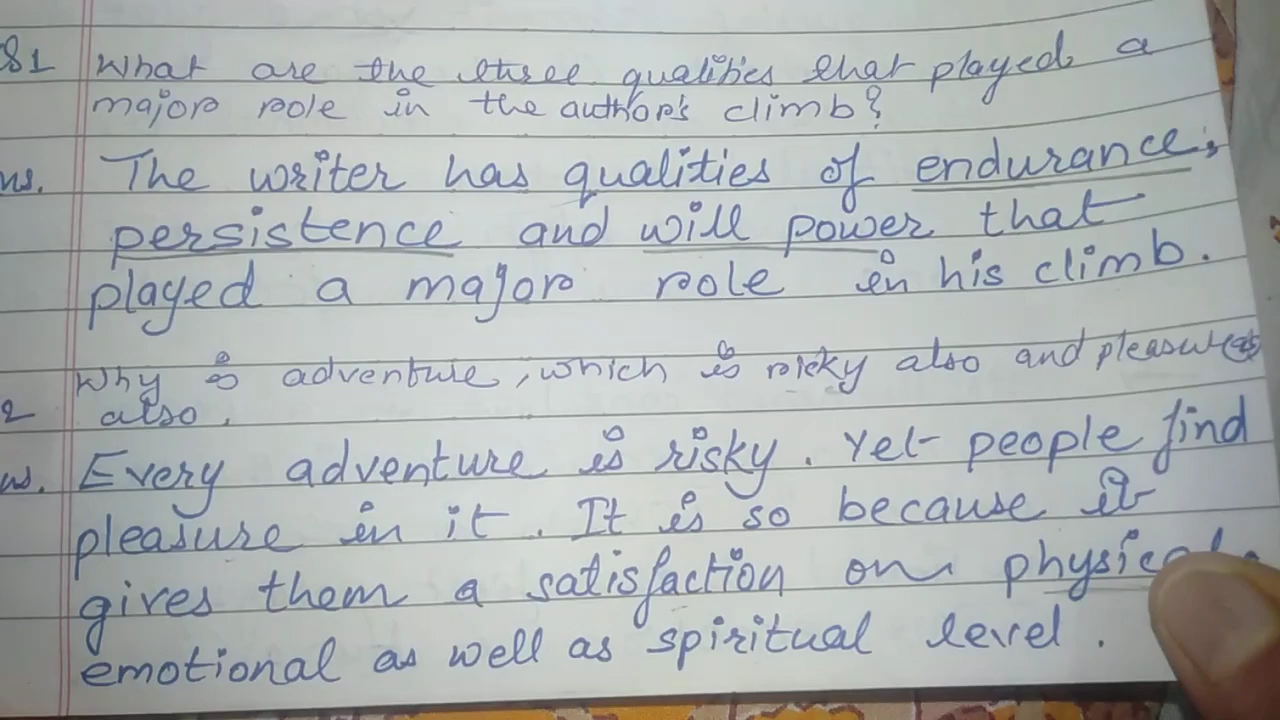 Q1 What are the three qualities that played a
major role in the author's climb?
ns. The writer has qualities of endurance,
persistence and will power that
played a major role in his climb.
Why is adventure, which is risky also and pleasure
2 also.
ns. Every adventure is risky. Yet people find
pleasure in it. It is so because it
gives them a satisfaction on physical
emotional as well as spiritual level.